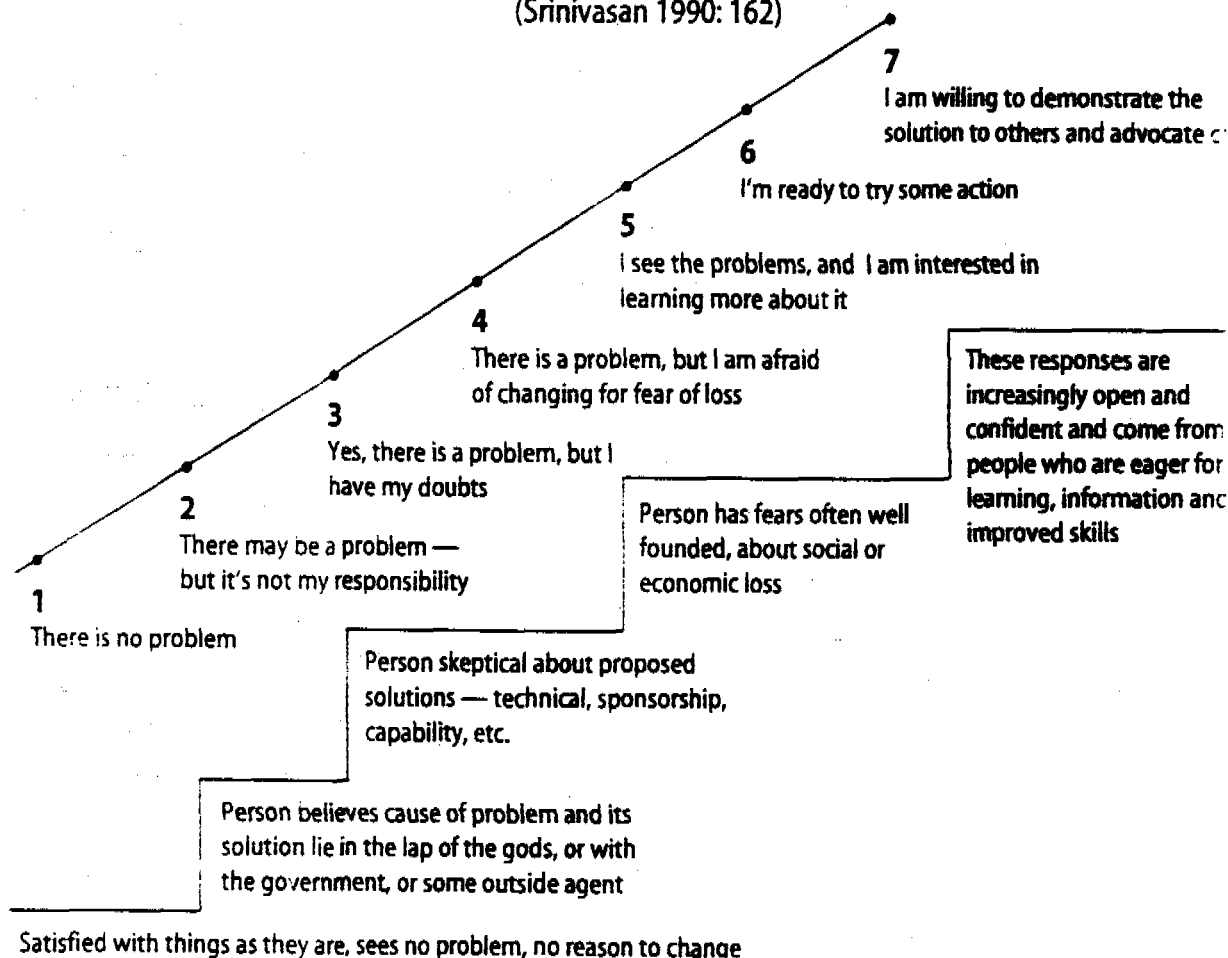 (Srinivasan 1990: 162)
7
I am willing to demonstrate the
solution to others and advocate
6
I'm ready to try some action
5
I see the problems, and I am interested in
learning more about it
4
There is a problem, but I am afraid
of changing for fear of loss
3
Yes, there is a problem, but I
have my doubts
2
There may be a problem —
but it's not my responsibility
1
There is no problem
These responses are
increasingly open and
confident and come from
people who are eager for
learning, information and
improved skills
Person has fears often well
founded, about social or
economic loss
Person skeptical about proposed
solutions — technical, sponsorship,
capability, etc.
Person believes cause of problem and its
solution lie in the lap of the gods, or with
the government, or some outside agent
Satisfied with things as they are, sees no problem, no reason to change